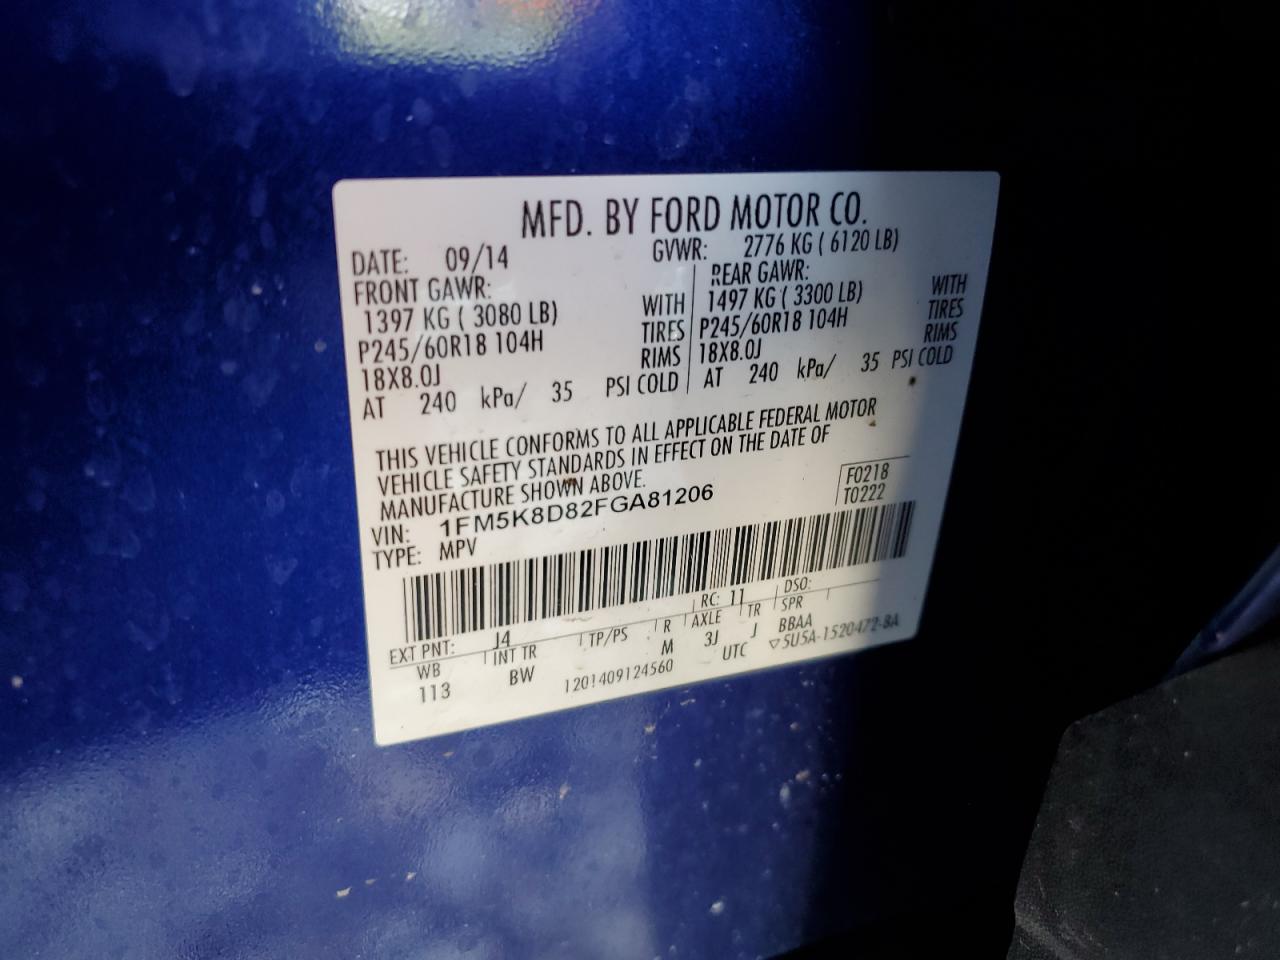 MFD. BY FORD MOTOR CO.
DATE: 09/14
GVWR: 2776 KG ( 6120 LB)
FRONT GAWR:
1397 KG ( 3080 LB)
P245/60R18 104H
18X8.0J
WITH
TIRES
RIMS
AT 240 kPa/ 35 PSI COLD
REAR GAWR:
1497 KG ( 3300 LB)
P245/60R18 104H
18X8.0J
WITH
TIRES
RIMS
AT 240 kPa/ 35 PSI COLD
THIS VEHICLE CONFORMS TO ALL APPLICABLE FEDERAL MOTOR
VEHICLE SAFETY STANDARDS IN EFFECT ON THE DATE OF
MANUFACTURE SHOWN ABOVE.
F0218
T0222
VIN: 1FM5K8D82FGA81206
TYPE: MPV
EXT PNT: J4 RC: 11 DSO:
WB INT TR TP/PS R AXLE TR SPR
113 BW M 3J J BBAA
1201409124560 UTC ▽5U5A-1520472-BA